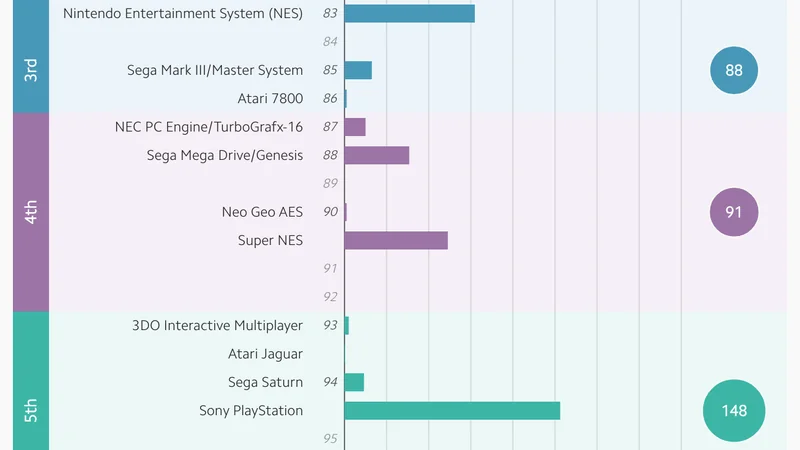 3rd
Nintendo Entertainment System (NES) 83
84
Sega Mark III/Master System 85
88
Atari 7800 86
4th
NEC PC Engine/TurboGrafx-16 87
Sega Mega Drive/Genesis 88
89
Neo Geo AES 90
91
Super NES
91
92
5th
3DO Interactive Multiplayer 93
Atari Jaguar
Sega Saturn 94
Sony PlayStation
148
95